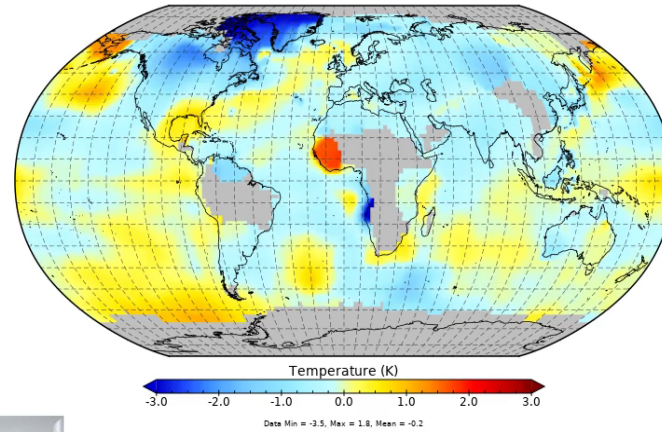 Temperature (K)
-3.0 -2.0 -1.0 0.0 1.0 2.0 3.0
Data Min = -3.5, Max = 1.8, Mean = -0.2